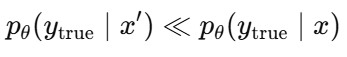 p_θ(y_true | x′) ≪ p_θ(y_true | x)